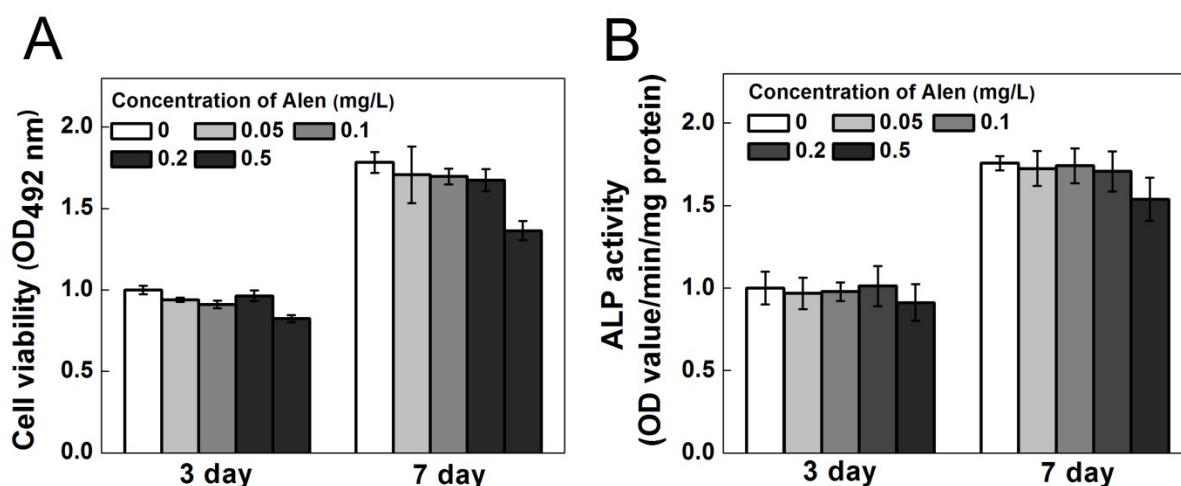 A
Cell viability (OD492 nm)
2.0
1.5
1.0
0.5
0.0
Concentration of Alen (mg/L)
0 0.05 0.1
0.2 0.5
3 day 7 day
B
ALP activity
(OD value/min/mg protein)
2.0
1.5
1.0
0.5
0.0
Concentration of Alen (mg/L)
0 0.05 0.1
0.2 0.5
3 day 7 day